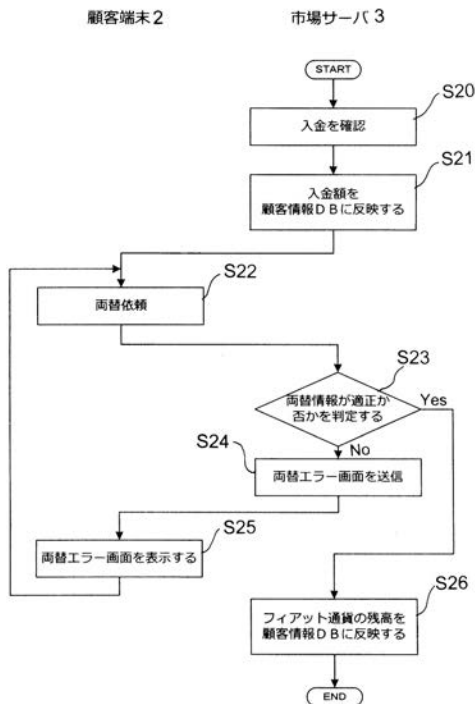 顧客端末2
市場サーバ 3
START
S20
入金を確認
S21
入金額を
顧客情報DBに反映する
S22
両替依頼
S23
両替情報が適正か
否かを判定する
Yes
No
S24
両替エラー画面を送信
S25
両替エラー画面を表示する
S26
フィアット通貨の残高を
顧客情報DBに反映する
END